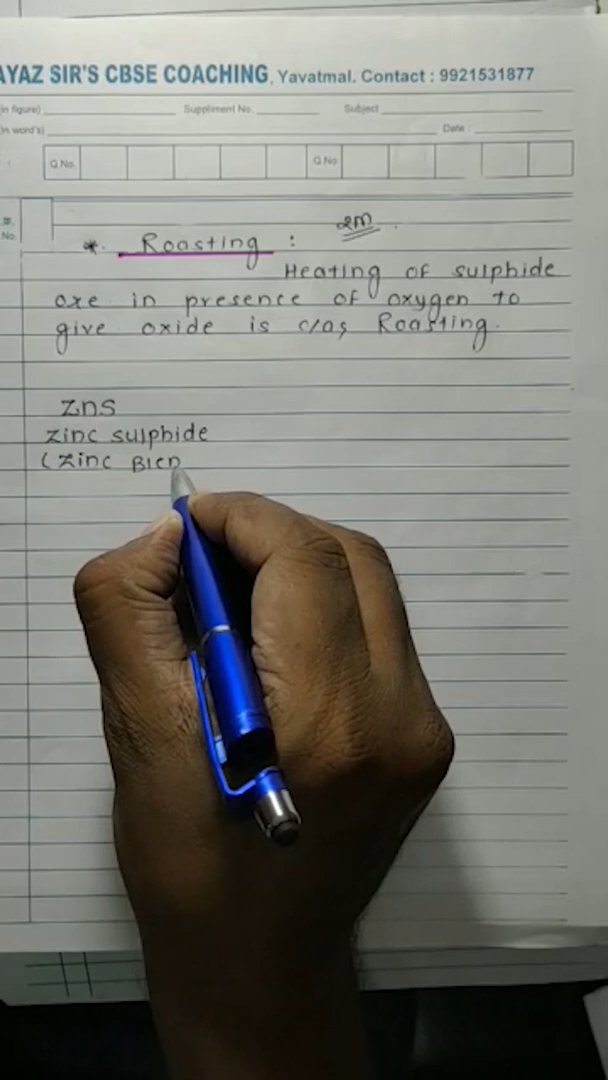 AYAZ SIR'S CBSE COACHING, Yavatmal. Contact : 9921531877
in figure) Suppliment No. Subject
in word's) Date :
Q.No. Q.No
No.
2m
* Roasting :
Heating of sulphide
ore in presence of oxygen to
give oxide is c/as Roasting.
ZnS
zinc sulphide
(Zinc Blen